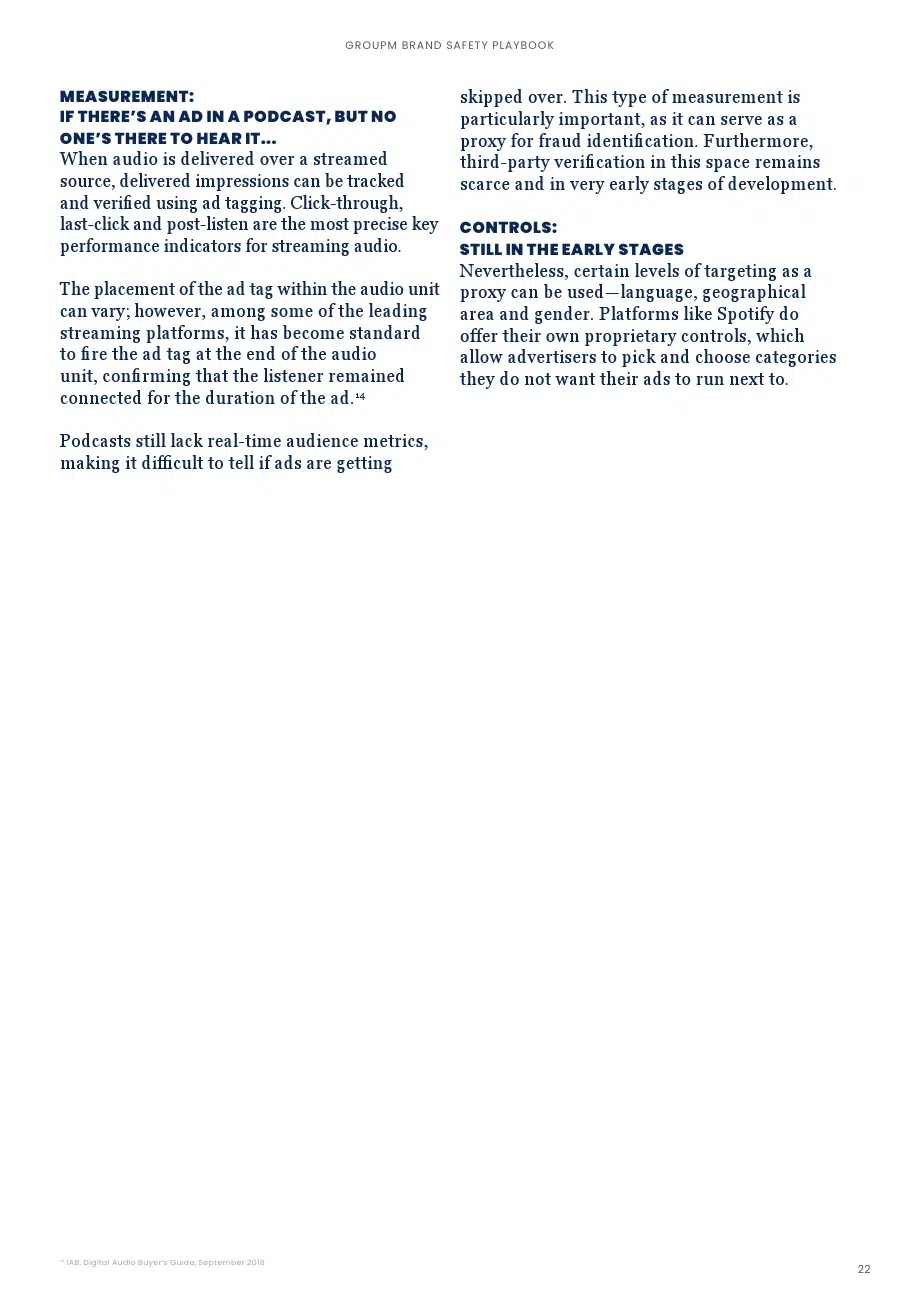 GROUPM BRAND SAFETY PLAYBOOK
MEASUREMENT:
IF THERE’S AN AD IN A PODCAST, BUT NO
ONE’S THERE TO HEAR IT...
When audio is delivered over a streamed
source, delivered impressions can be tracked
and verified using ad tagging. Click-through,
last-click and post-listen are the most precise key
performance indicators for streaming audio.
The placement of the ad tag within the audio unit
can vary; however, among some of the leading
streaming platforms, it has become standard
to fire the ad tag at the end of the audio
unit, confirming that the listener remained
connected for the duration of the ad.¹⁴
Podcasts still lack real-time audience metrics,
making it difficult to tell if ads are getting
skipped over. This type of measurement is
particularly important, as it can serve as a
proxy for fraud identification. Furthermore,
third-party verification in this space remains
scarce and in very early stages of development.
CONTROLS:
STILL IN THE EARLY STAGES
Nevertheless, certain levels of targeting as a
proxy can be used—language, geographical
area and gender. Platforms like Spotify do
offer their own proprietary controls, which
allow advertisers to pick and choose categories
they do not want their ads to run next to.
¹⁴ IAB, Digital Audio Buyer's Guide, September 2018
22